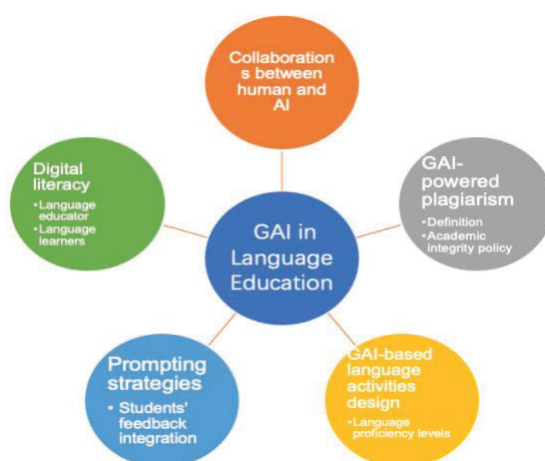 Collaboration
s between
human and
AI
Digital
literacy
• Language
educator
• Language
learners
GAI-
powered
plagiarism
• Definition
• Academic
integrity policy
GAI in
Language
Education
Prompting
strategies
• Students'
feedback
integration
GAI-based
language
activities
design
• Language
proficiency levels